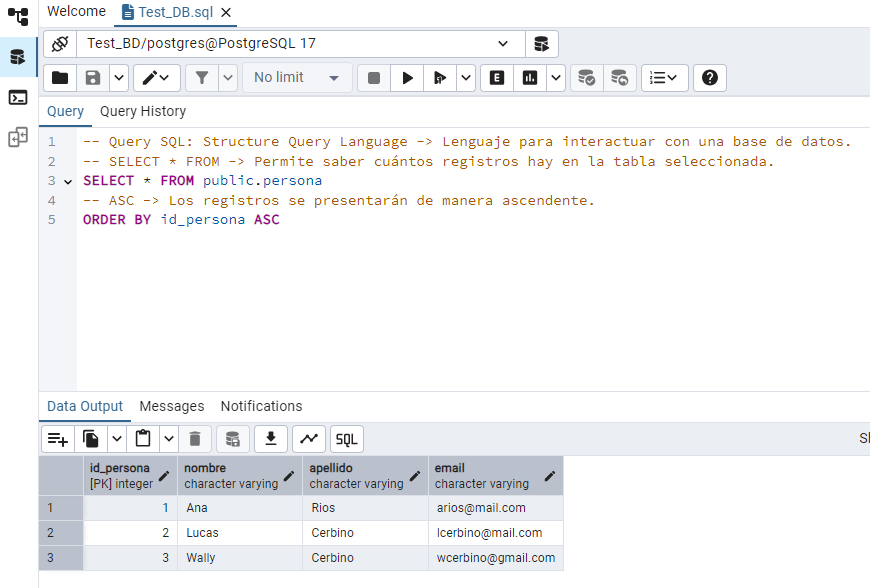 Welcome
Test_DB.sql
Test_BD/postgres@PostgreSQL 17
No limit
E
Query
Query History
1 -- Query SQL: Structure Query Language -> Lenguaje para interactuar con una base de datos.
2 -- SELECT * FROM -> Permite saber cuántos registros hay en la tabla seleccionada.
3 SELECT * FROM public.persona
4 -- ASC -> Los registros se presentarán de manera ascendente.
5 ORDER BY id_persona ASC
Data Output Messages Notifications
SQL
id_persona nombre apellido email
[PK] integer character varying character varying character varying
1 1 Ana Rios arios@mail.com
2 2 Lucas Cerbino lcerbino@mail.com
3 3 Wally Cerbino wcerbino@gmail.com